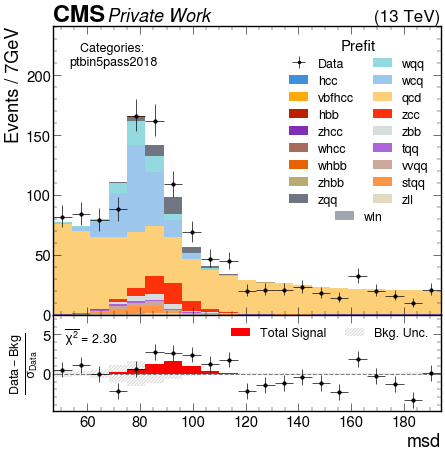 CMS Private Work (13 TeV)
Events / 7GeV
Categories:
ptbin5pass2018
Prefit
Data
hcc
vbfhcc
hbb
zhcc
whcc
whbb
zhbb
zqq
wqq
wcq
qcd
zcc
zbb
tqq
vvqq
stqq
zll
wln
200
150
100
50
0
Data − Bkg
σData
χ̅² = 2.30
Total Signal
Bkg. Unc.
5
0
60 80 100 120 140 160 180
msd